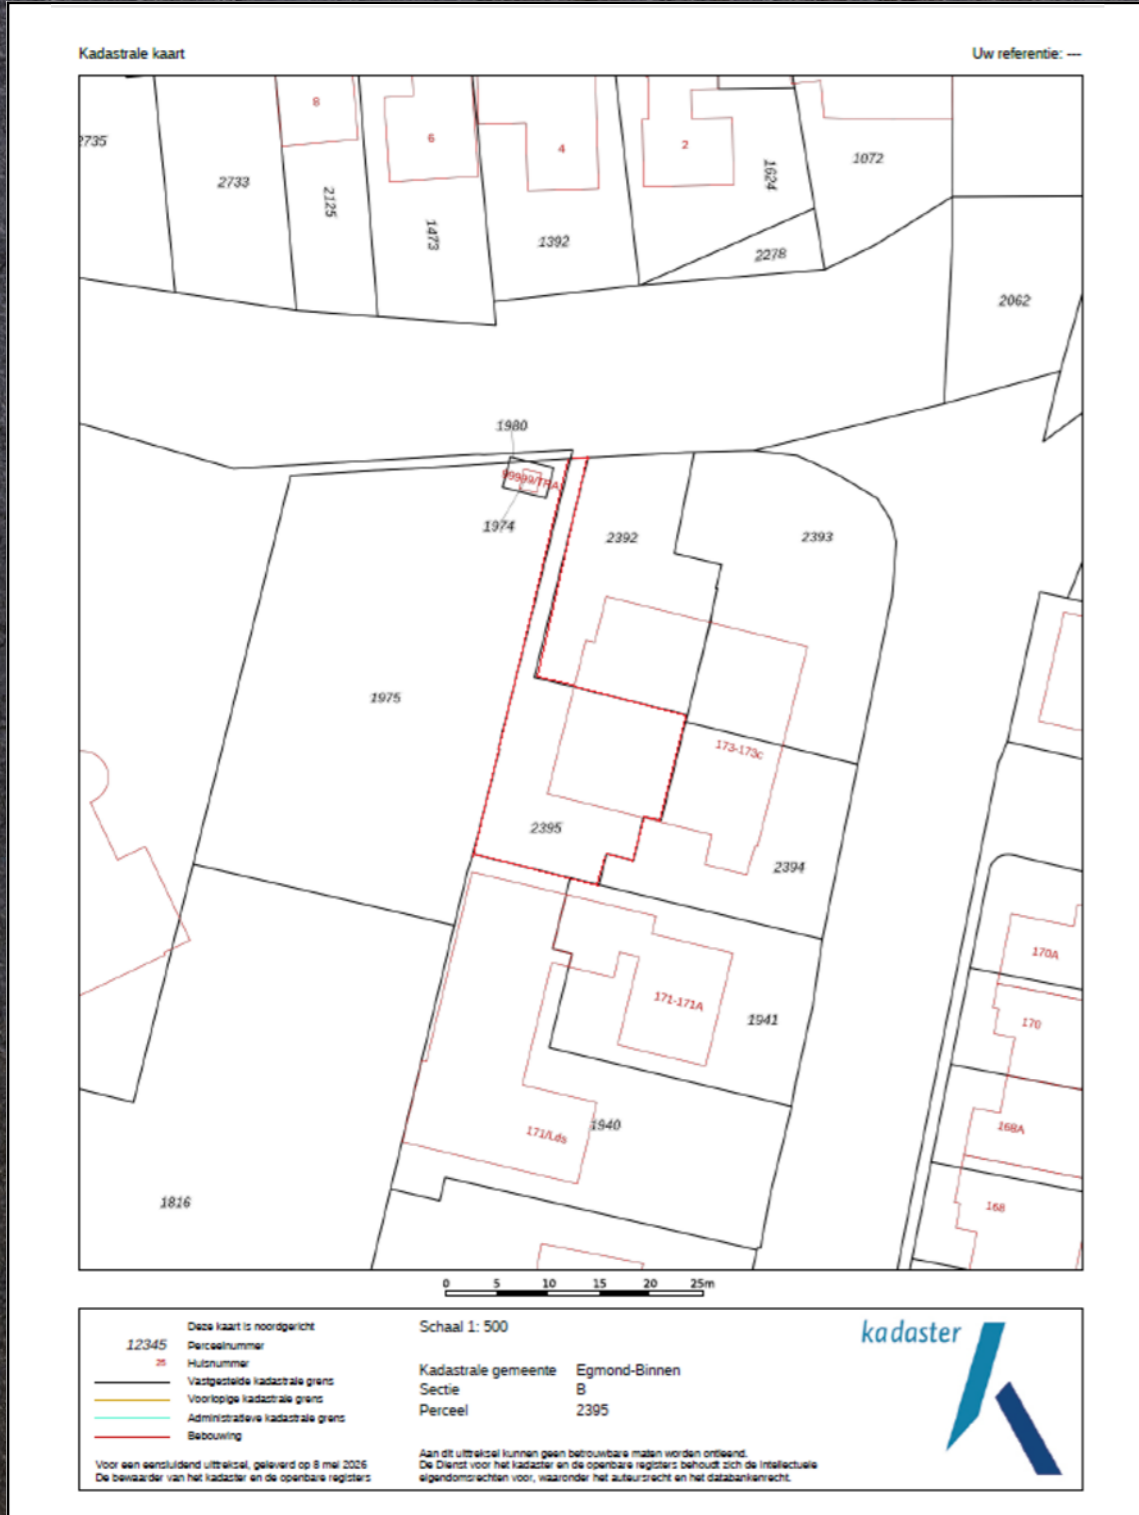 Kadastrale kaart
Uw referentie: ---
8
6
4
2
2735
2733
2125
1473
1392
1624
1072
2278
2062
1980
99999/TRA
1974
2392
2393
1975
173-173c
2395
2394
170A
171-171A
1941
170
171/Lds
1940
168A
1816
168
0 5 10 15 20 25m
Deze kaart is noordgericht
12345 Perceelnummer
25 Huisnummer
Vastgestelde kadastrale grens
Voorlopige kadastrale grens
Administratieve kadastrale grens
Bebouwing
Voor een eensluidend uittreksel, geleverd op 8 mei 2026
De bewaarder van het kadaster en de openbare registers
Schaal 1: 500
Kadastrale gemeente Egmond-Binnen
Sectie B
Perceel 2395
Aan dit uittreksel kunnen geen betrouwbare maten worden ontleend.
De Dienst voor het kadaster en de openbare registers behoudt zich de intellectuele
eigendomsrechten voor, waaronder het auteursrecht en het databankenrecht.
kadaster